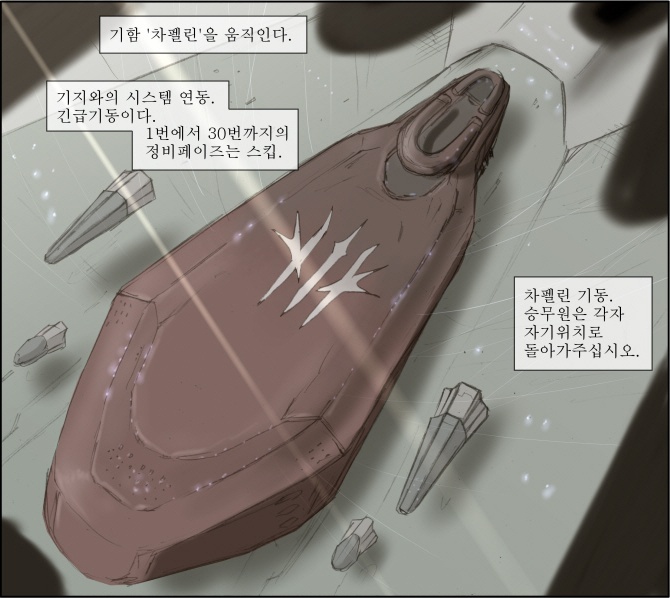 기함 '차펠린'을 움직인다.
기지와의 시스템 연동.
긴급기동이다.
1번에서 30번까지의
정비페이즈는 스킵.
차펠린 기동.
승무원은 각자
자기위치로
돌아가주십시오.